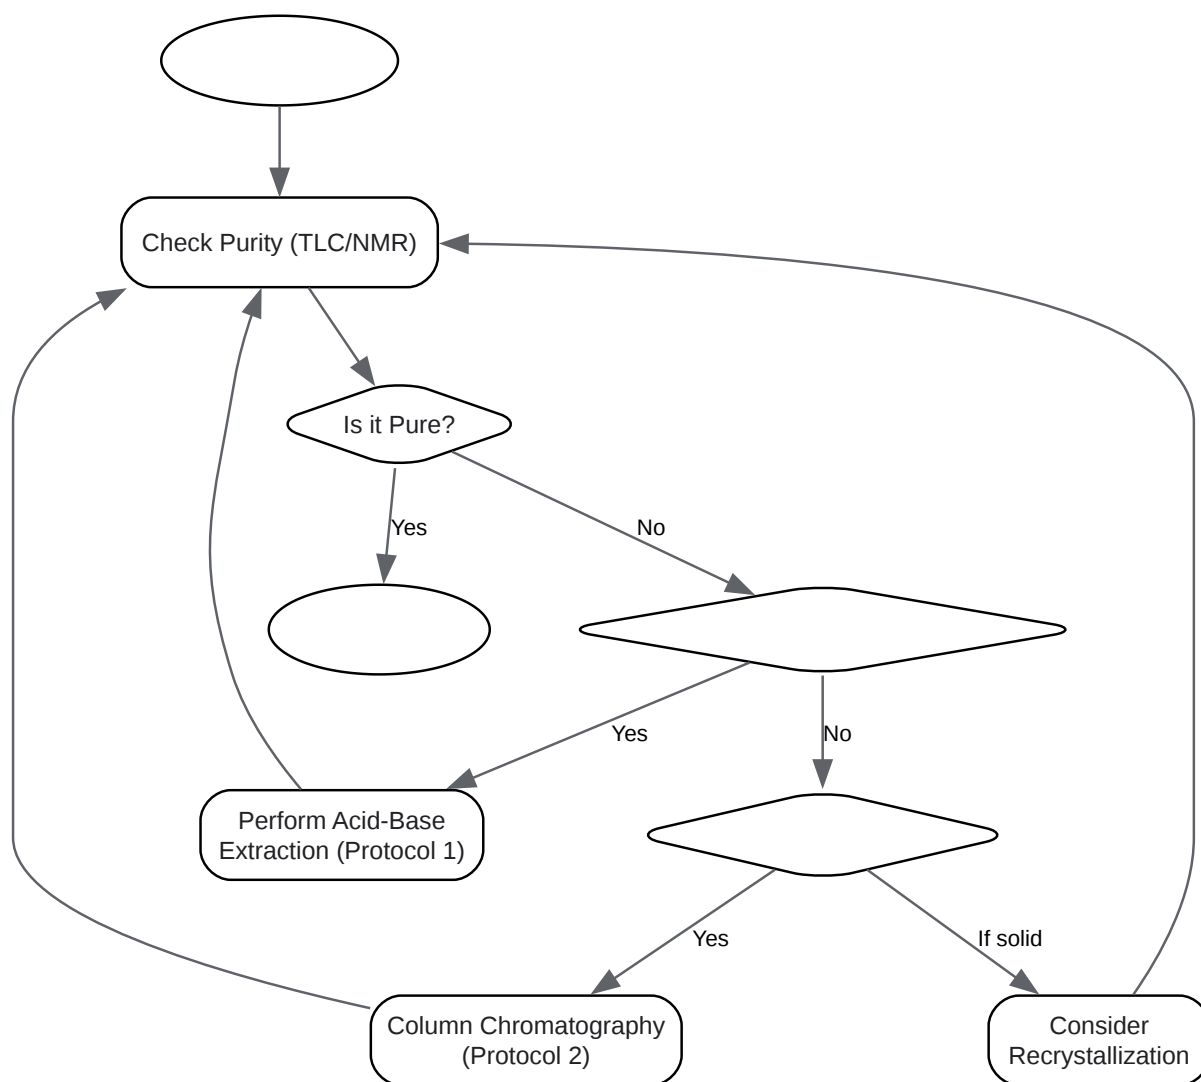 Check Purity (TLC/NMR)
Is it Pure?
Yes
No
Yes
No
Perform Acid-Base
Extraction (Protocol 1)
Yes
If solid
Column Chromatography
(Protocol 2)
Consider
Recrystallization